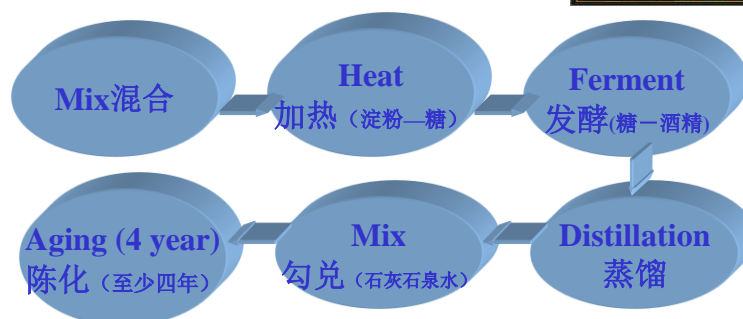 Mix混合
Heat
加热（淀粉—糖）
Ferment
发酵(糖－酒精)
Distillation
蒸馏
Mix
勾兑（石灰石泉水）
Aging (4 year)
陈化（至少四年）